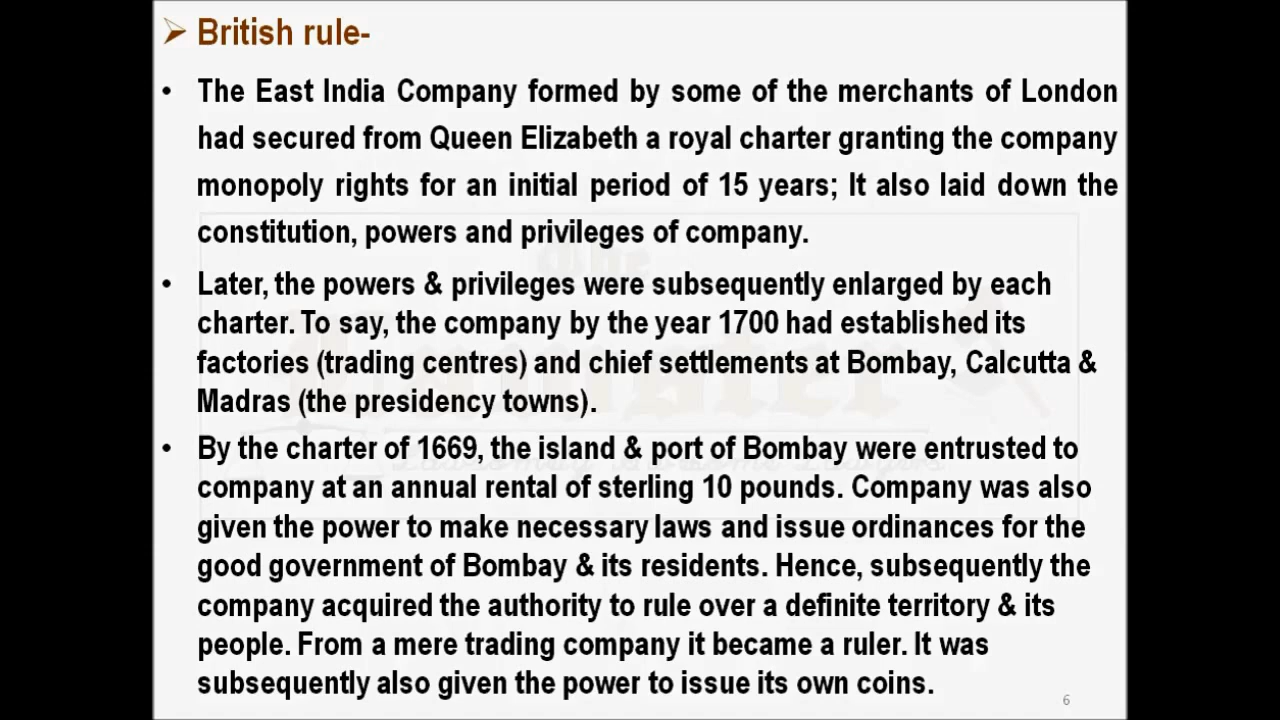 British rule-
• The East India Company formed by some of the merchants of London
had secured from Queen Elizabeth a royal charter granting the company
monopoly rights for an initial period of 15 years; It also laid down the
constitution, powers and privileges of company.
• Later, the powers & privileges were subsequently enlarged by each
charter. To say, the company by the year 1700 had established its
factories (trading centres) and chief settlements at Bombay, Calcutta &
Madras (the presidency towns).
• By the charter of 1669, the island & port of Bombay were entrusted to
company at an annual rental of sterling 10 pounds. Company was also
given the power to make necessary laws and issue ordinances for the
good government of Bombay & its residents. Hence, subsequently the
company acquired the authority to rule over a definite territory & its
people. From a mere trading company it became a ruler. It was
subsequently also given the power to issue its own coins.
6